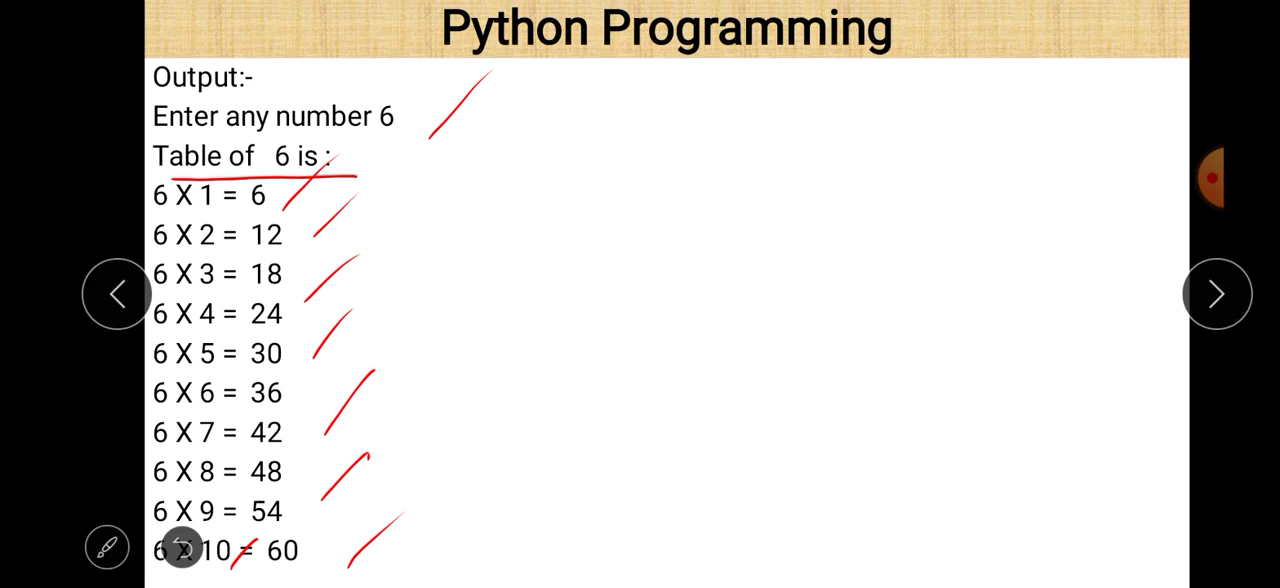 Python Programming
Output:-
Enter any number 6
Table of 6 is :
6 X 1 = 6
6 X 2 = 12
6 X 3 = 18
6 X 4 = 24
6 X 5 = 30
6 X 6 = 36
6 X 7 = 42
6 X 8 = 48
6 X 9 = 54
6 X 10 = 60